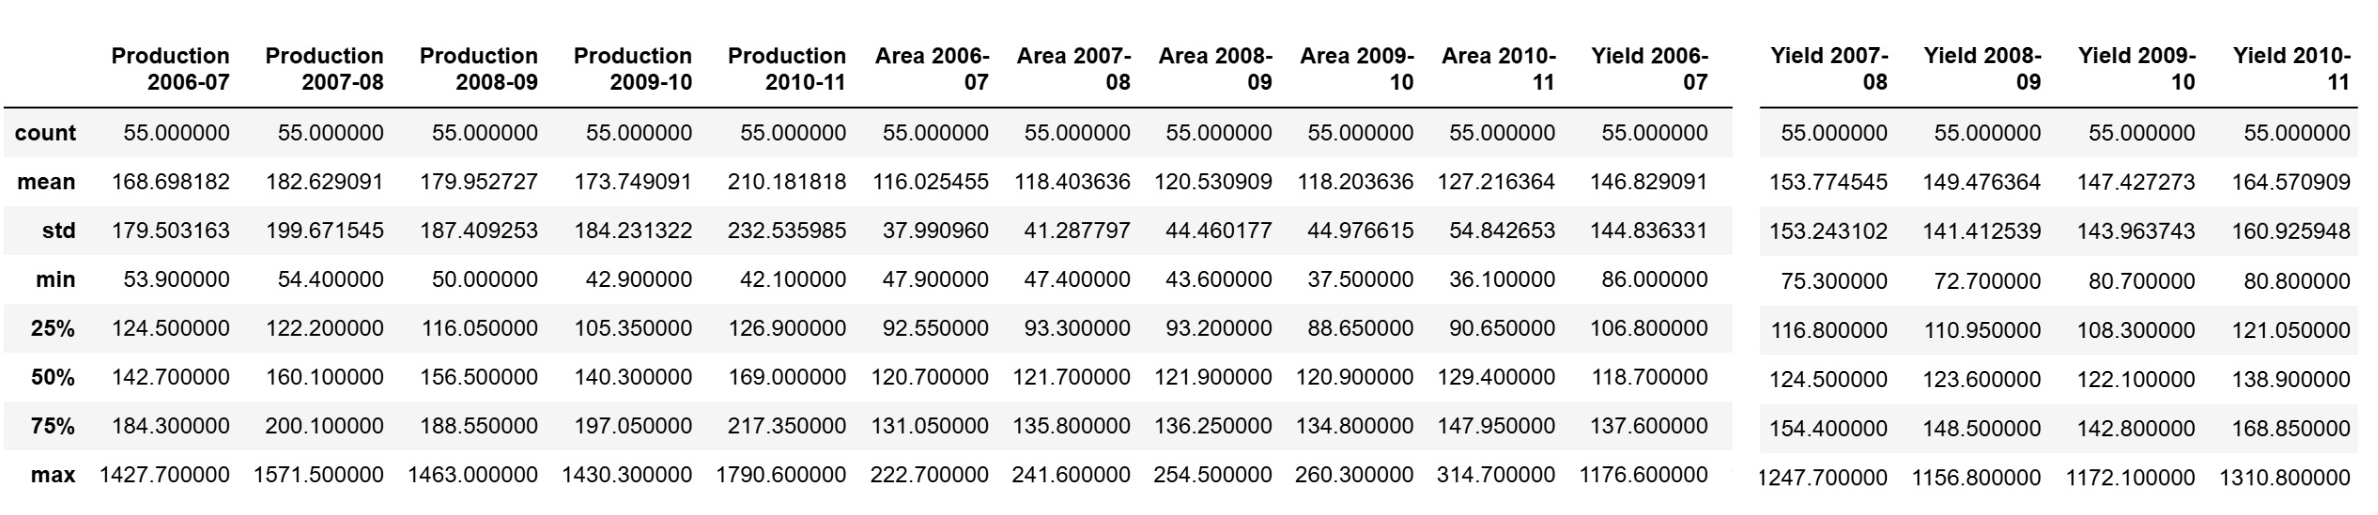 Production Production Production Production Production Area 2006- Area 2007- Area 2008- Area 2009- Area 2010- Yield 2006- Yield 2007- Yield 2008- Yield 2009- Yield 2010-
2006-07 2007-08 2008-09 2009-10 2010-11 07 08 09 10 11 07 08 09 10 11
count 55.000000 55.000000 55.000000 55.000000 55.000000 55.000000 55.000000 55.000000 55.000000 55.000000 55.000000 55.000000 55.000000 55.000000 55.000000
mean 168.698182 182.629091 179.952727 173.749091 210.181818 116.025455 118.403636 120.530909 118.203636 127.216364 146.829091 153.774545 149.476364 147.427273 164.570909
std 179.503163 199.671545 187.409253 184.231322 232.535985 37.990960 41.287797 44.460177 44.976615 54.842653 144.836331 153.243102 141.412539 143.963743 160.925948
min 53.900000 54.400000 50.000000 42.900000 42.100000 47.900000 47.400000 43.600000 37.500000 36.100000 86.000000 75.300000 72.700000 80.700000 80.800000
25% 124.500000 122.200000 116.050000 105.350000 126.900000 92.550000 93.300000 93.200000 88.650000 90.650000 106.800000 116.800000 110.950000 108.300000 121.050000
50% 142.700000 160.100000 156.500000 140.300000 169.000000 120.700000 121.700000 121.900000 120.900000 129.400000 118.700000 124.500000 123.600000 122.100000 138.900000
75% 184.300000 200.100000 188.550000 197.050000 217.350000 131.050000 135.800000 136.250000 134.800000 147.950000 137.600000 154.400000 148.500000 142.800000 168.850000
max 1427.700000 1571.500000 1463.000000 1430.300000 1790.600000 222.700000 241.600000 254.500000 260.300000 314.700000 1176.600000 1247.700000 1156.800000 1172.100000 1310.800000